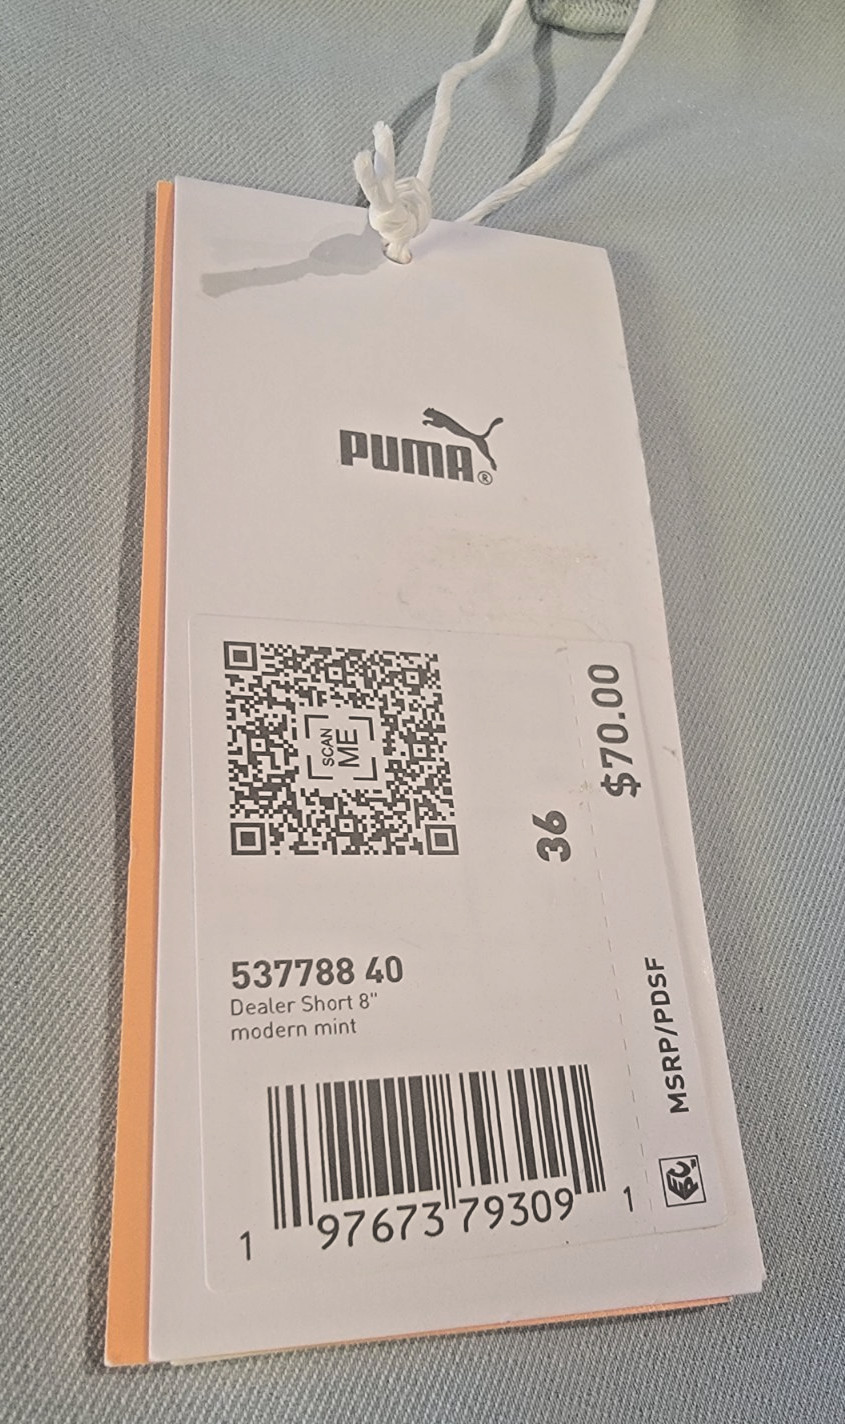 PUMA®
SCAN
ME
36
$70.00
537788 40
Dealer Short 8"
modern mint
MSRP/PDSF
1 97673 79309 1